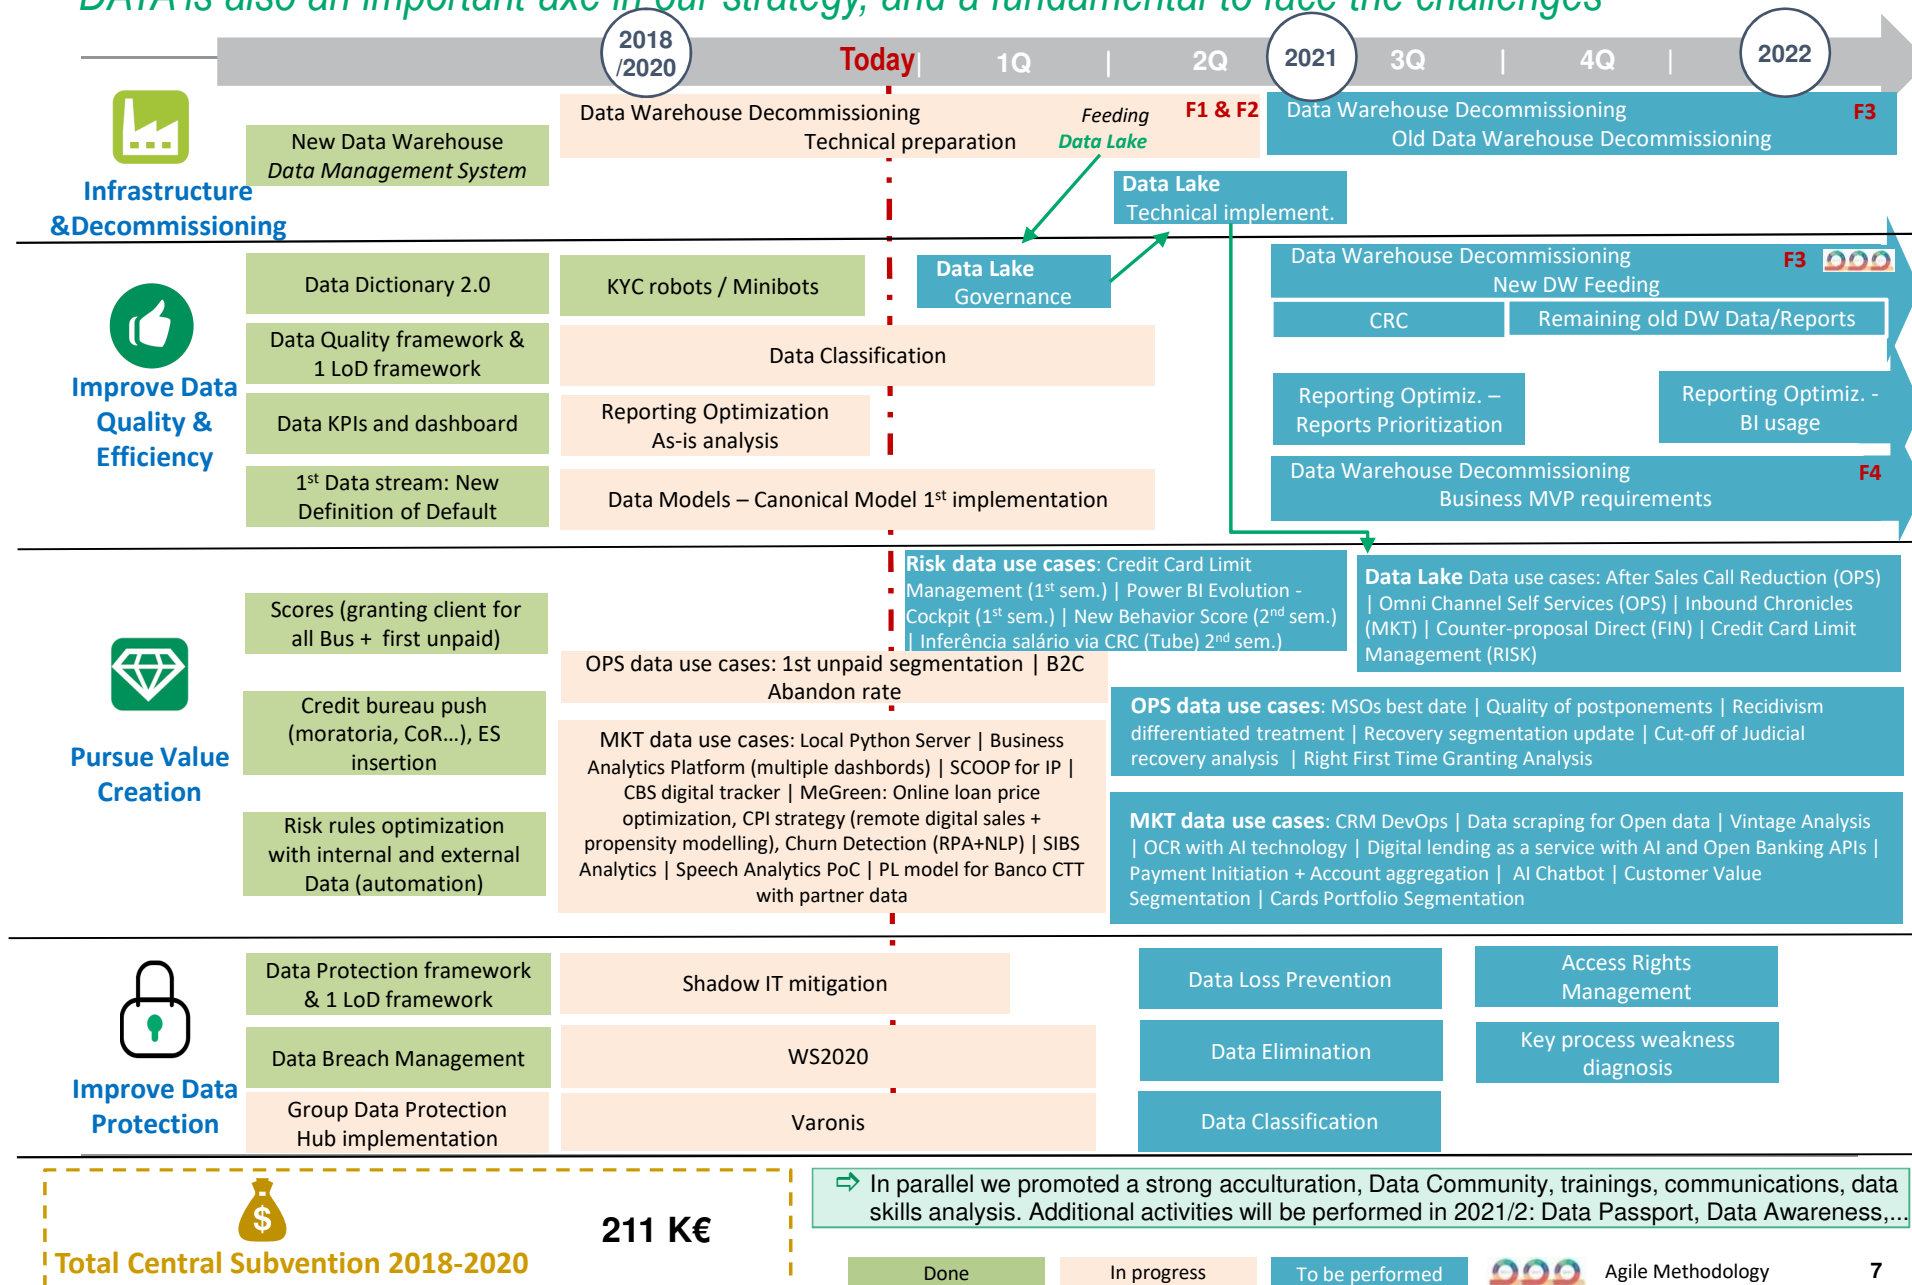 DATA is also an important axe in our strategy, and a fundamental to face the challenges
2018
/2020
Today
1Q
2Q
2021
3Q
4Q
2022
Infrastructure
&Decommissioning
New Data Warehouse
Data Management System
Data Warehouse Decommissioning
Technical preparation
Feeding
Data Lake
F1 & F2
Data Warehouse Decommissioning
Old Data Warehouse Decommissioning
F3
Data Lake
Technical implement.
Improve Data
Quality &
Efficiency
Data Dictionary 2.0
KYC robots / Minibots
Data Lake
Governance
Data Warehouse Decommissioning
New DW Feeding
F3
CRC
Remaining old DW Data/Reports
Data Quality framework &
1 LoD framework
Data Classification
Data KPIs and dashboard
Reporting Optimization
As-is analysis
Reporting Optimiz. –
Reports Prioritization
Reporting Optimiz. -
BI usage
1st Data stream: New
Definition of Default
Data Models – Canonical Model 1st implementation
Data Warehouse Decommissioning
Business MVP requirements
F4
Pursue Value
Creation
Scores (granting client for
all Bus + first unpaid)
Credit bureau push
(moratoria, CoR...), ES
insertion
Risk rules optimization
with internal and external
Data (automation)
Risk data use cases: Credit Card Limit
Management (1st sem.) | Power BI Evolution -
Cockpit (1st sem.) | New Behavior Score (2nd sem.)
| Inferência salário via CRC (Tube) 2nd sem.)
Data Lake Data use cases: After Sales Call Reduction (OPS)
| Omni Channel Self Services (OPS) | Inbound Chronicles
(MKT) | Counter-proposal Direct (FIN) | Credit Card Limit
Management (RISK)
OPS data use cases: 1st unpaid segmentation | B2C
Abandon rate
OPS data use cases: MSOs best date | Quality of postponements | Recidivism
differentiated treatment | Recovery segmentation update | Cut-off of Judicial
recovery analysis | Right First Time Granting Analysis
MKT data use cases: Local Python Server | Business
Analytics Platform (multiple dashbords) | SCOOP for IP |
CBS digital tracker | MeGreen: Online loan price
optimization, CPI strategy (remote digital sales +
propensity modelling), Churn Detection (RPA+NLP) | SIBS
Analytics | Speech Analytics PoC | PL model for Banco CTT
with partner data
MKT data use cases: CRM DevOps | Data scraping for Open data | Vintage Analysis
| OCR with AI technology | Digital lending as a service with AI and Open Banking APIs |
Payment Initiation + Account aggregation | AI Chatbot | Customer Value
Segmentation | Cards Portfolio Segmentation
Improve Data
Protection
Data Protection framework
& 1 LoD framework
Shadow IT mitigation
Data Loss Prevention
Access Rights
Management
Data Breach Management
WS2020
Data Elimination
Key process weakness
diagnosis
Group Data Protection
Hub implementation
Varonis
Data Classification
$
Total Central Subvention 2018-2020
211 K€
⇨ In parallel we promoted a strong acculturation, Data Community, trainings, communications, data
skills analysis. Additional activities will be performed in 2021/2: Data Passport, Data Awareness,...
Done
In progress
To be performed
Agile Methodology
7